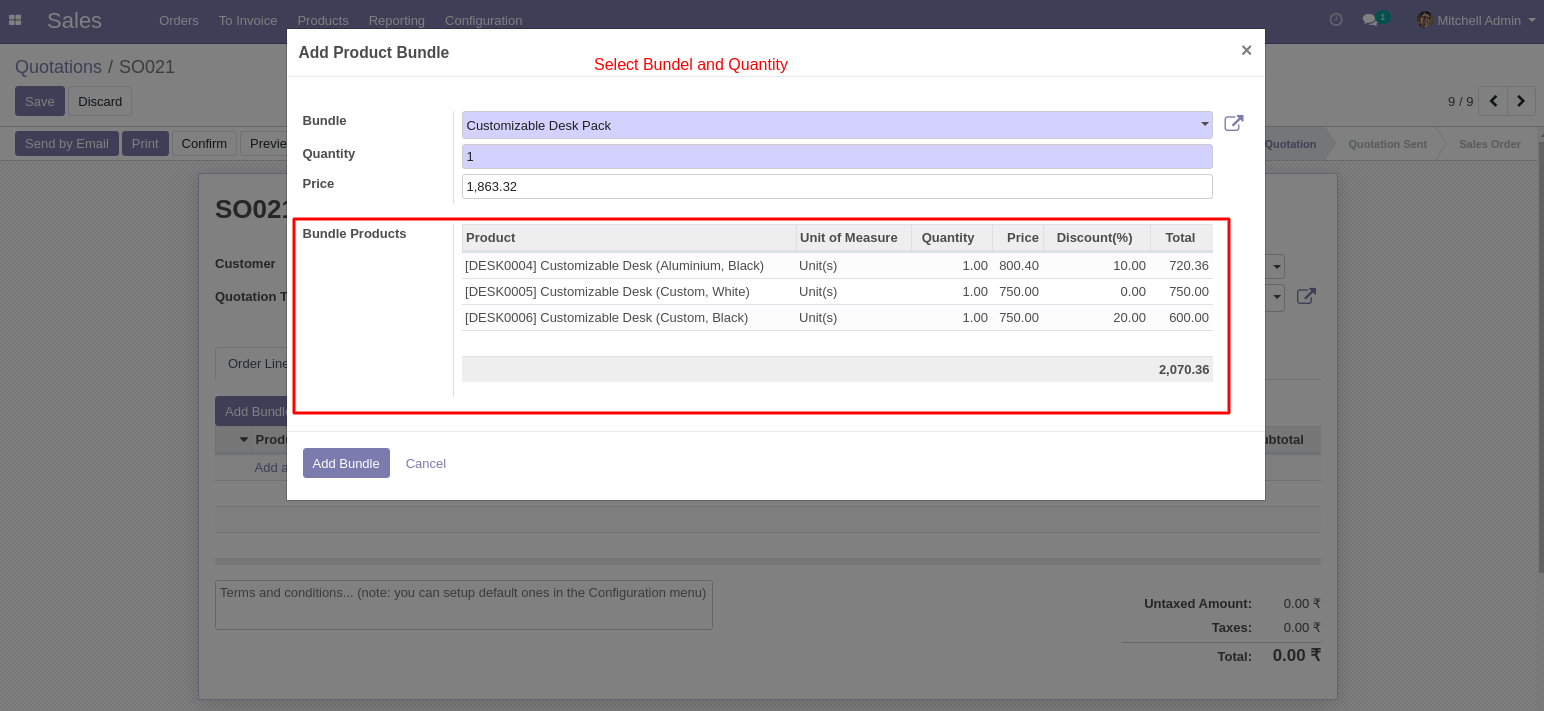 Sales Orders To Invoice Products Reporting Configuration 1 Mitchell Admin
Add Product Bundle ×
Select Bundel and Quantity
Quotations / SO021
Save Discard 9 / 9
Send by Email Print Confirm Previe Quotation Quotation Sent Sales Order
Bundle Customizable Desk Pack
Quantity 1
Price 1,863.32
SO021
Bundle Products Product Unit of Measure Quantity Price Discount(%) Total
[DESK0004] Customizable Desk (Aluminium, Black) Unit(s) 1.00 800.40 10.00 720.36
[DESK0005] Customizable Desk (Custom, White) Unit(s) 1.00 750.00 0.00 750.00
[DESK0006] Customizable Desk (Custom, Black) Unit(s) 1.00 750.00 20.00 600.00
2,070.36
Customer
Quotation T
Order Line
Add Bundle
Produ ubtotal
Add a
Add Bundle Cancel
Terms and conditions... (note: you can setup default ones in the Configuration menu)
Untaxed Amount: 0.00 ₹
Taxes: 0.00 ₹
Total: 0.00 ₹